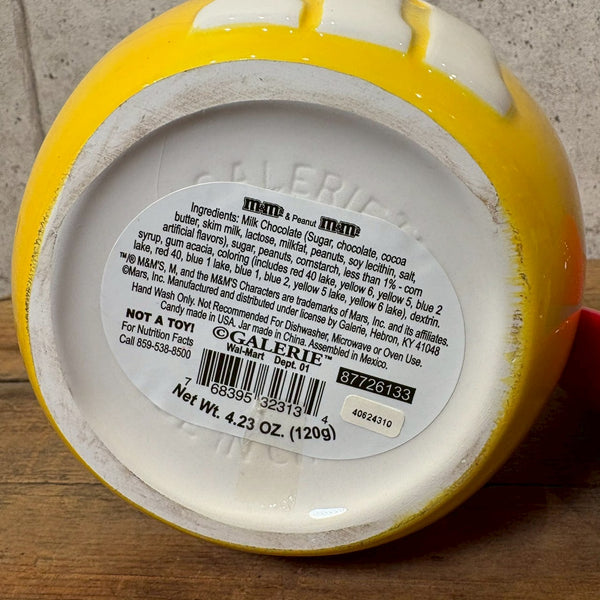 GALERIE
m&m's & Peanut m&m's
Ingredients: Milk Chocolate (Sugar, chocolate, cocoa
butter, skim milk, lactose, milkfat, peanuts, soy lecithin, salt,
artificial flavors), sugar, peanuts, cornstarch, less than 1% - corn
syrup, gum acacia, coloring (includes red 40 lake, yellow 6, yellow 5, blue 2
lake, red 40, blue 1 lake, blue 1, blue 2, yellow 5 lake, yellow 6 lake), dextrin.
™/® M&M'S, M, and the M&M'S Characters are trademarks of Mars, Inc. and its affiliates.
©Mars, Inc. Manufactured and distributed under license by Galerie, Hebron, KY 41048
Hand Wash Only. Not Recommended For Dishwasher, Microwave or Oven Use.
Candy made in USA. Jar made in China. Assembled in Mexico.
NOT A TOY!
For Nutrition Facts
Call 859-538-8500
©GALERIE™
Wal-Mart Dept. 01
87726133
7 68395 32313 4
40624310
Net Wt. 4.23 OZ. (120g)